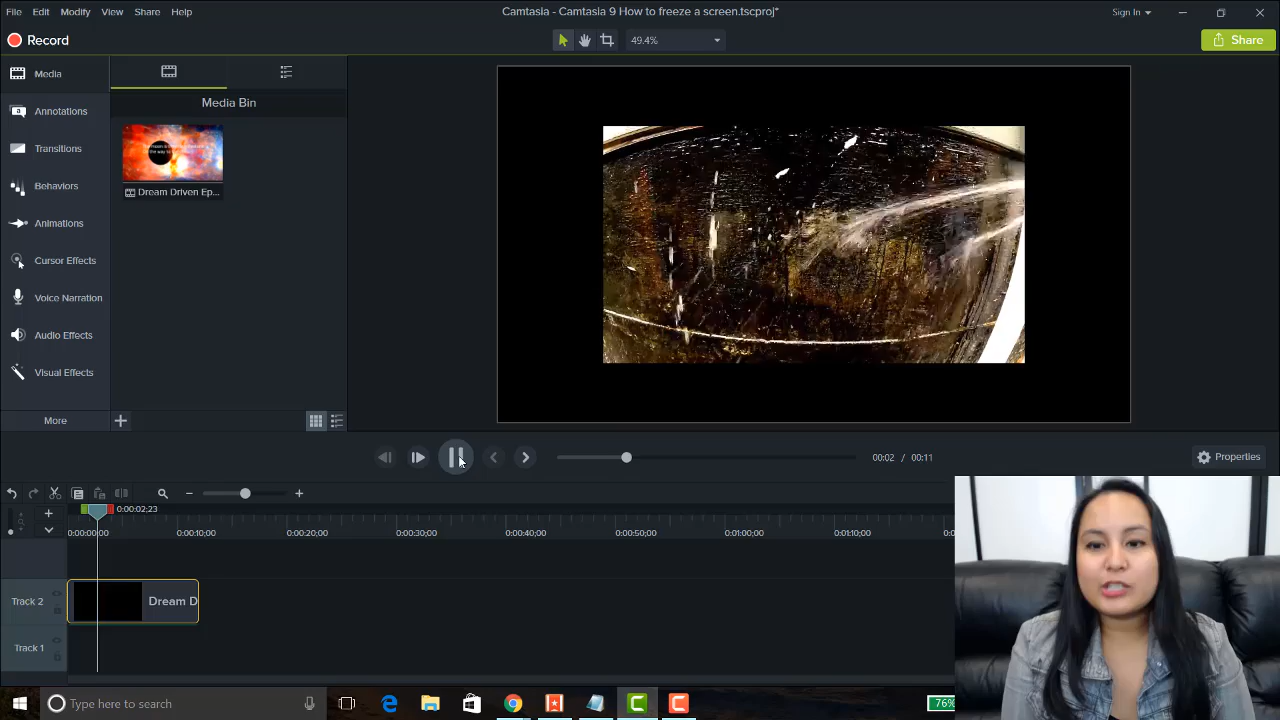 File Edit Modify View Share Help
Camtasia - Camtasia 9 How to freeze a screen.tscproj*
Sign In
Record
49.4%
Share
Media
Annotations
Transitions
Behaviors
Animations
Cursor Effects
Voice Narration
Audio Effects
Visual Effects
More
Media Bin
Dream Driven Ep...
00:02 / 00:11
Properties
0:00:02;23
0:00:00;00 0:00:10;00 0:00:20;00 0:00:30;00 0:00:40;00 0:00:50;00 0:01:00;00 0:01:10;00
Track 2
Dream D
Track 1
Type here to search
76%